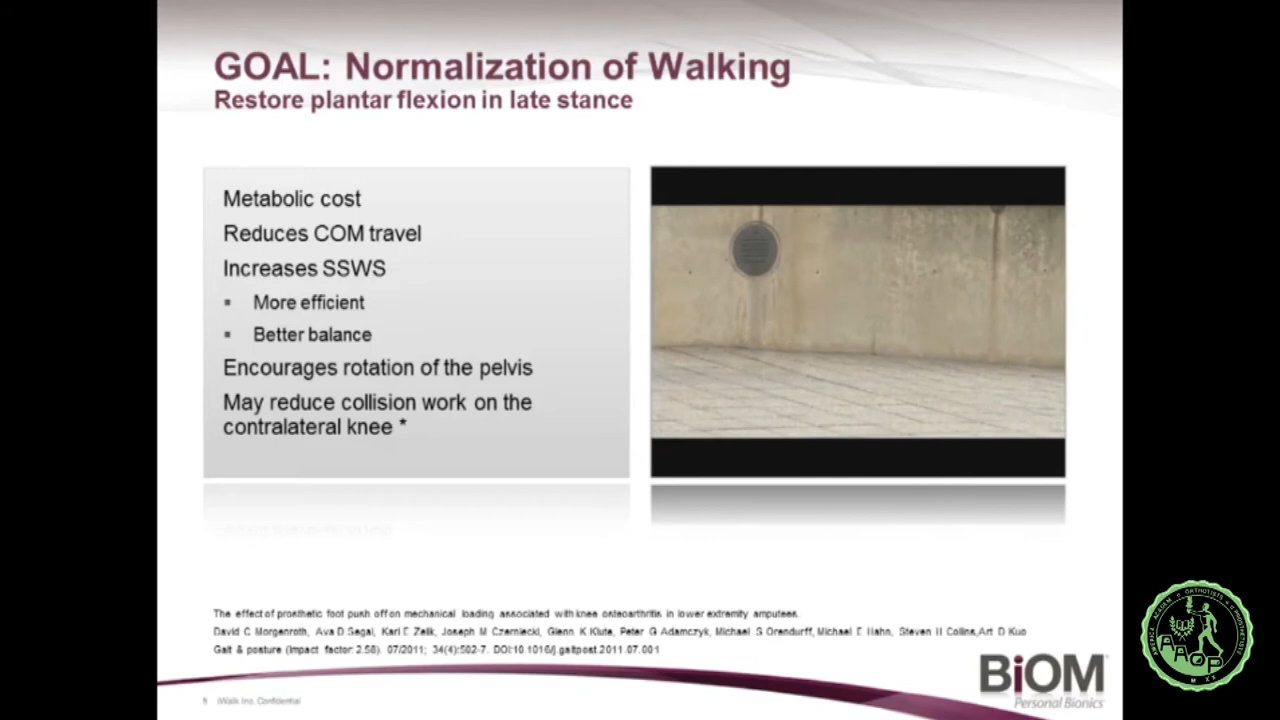 GOAL: Normalization of Walking
Restore plantar flexion in late stance
Metabolic cost
Reduces COM travel
Increases SSWS
▪ More efficient
▪ Better balance
Encourages rotation of the pelvis
May reduce collision work on the
contralateral knee *
The effect of prosthetic foot push off on mechanical loading associated with knee osteoarthritis in lower extremity amputees.
David C Morgenroth, Ava D Segal, Karl E Zelik, Joseph M Czerniecki, Glenn K Klute, Peter G Adamczyk, Michael S Orendurff, Michael E Hahn, Steven H Collins, Art D Kuo
Gait & posture (Impact factor: 2.58). 07/2011; 34(4):502-7. DOI:10.1016/j.gaitpost.2011.07.001
BiOM
Personal Bionics
iWalk Inc. Confidential
AAOP